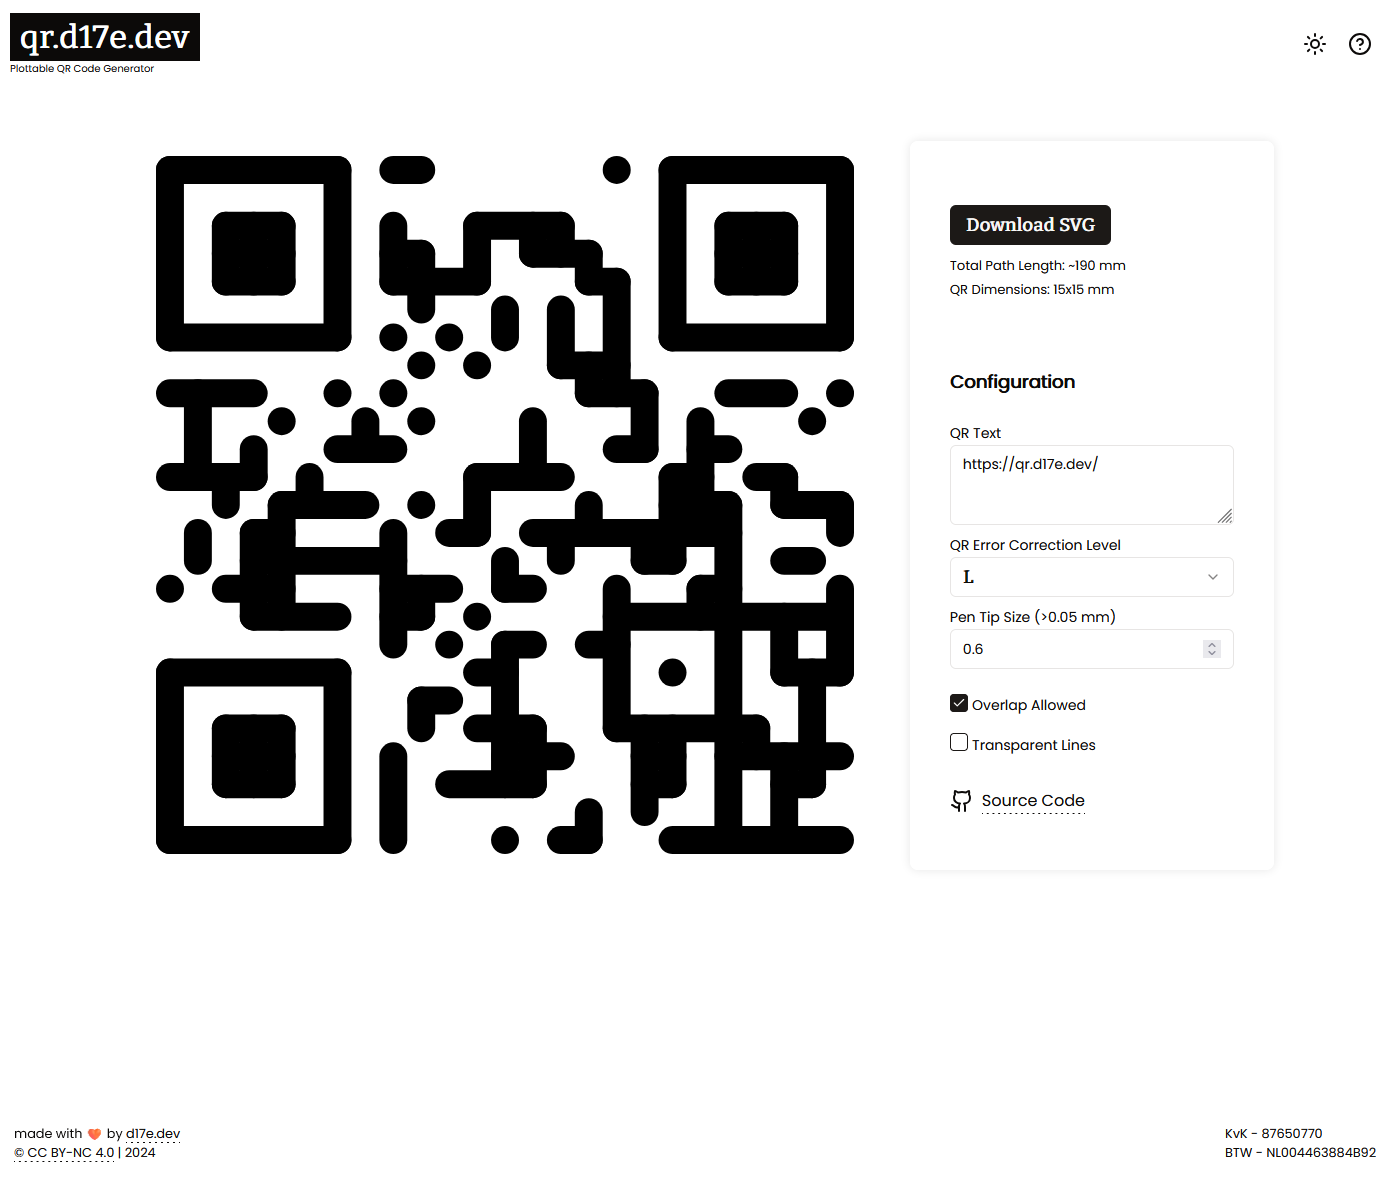 qr.d17e.dev
Plottable QR Code Generator
Download SVG
Total Path Length: ~190 mm
QR Dimensions: 15x15 mm
Configuration
QR Text
https://qr.d17e.dev/
QR Error Correction Level
L
Pen Tip Size (>0.05 mm)
0.6
Overlap Allowed
Transparent Lines
Source Code
made with 🧡 by d17e.dev
© CC BY-NC 4.0 | 2024
KvK - 87650770
BTW - NL004463884B92